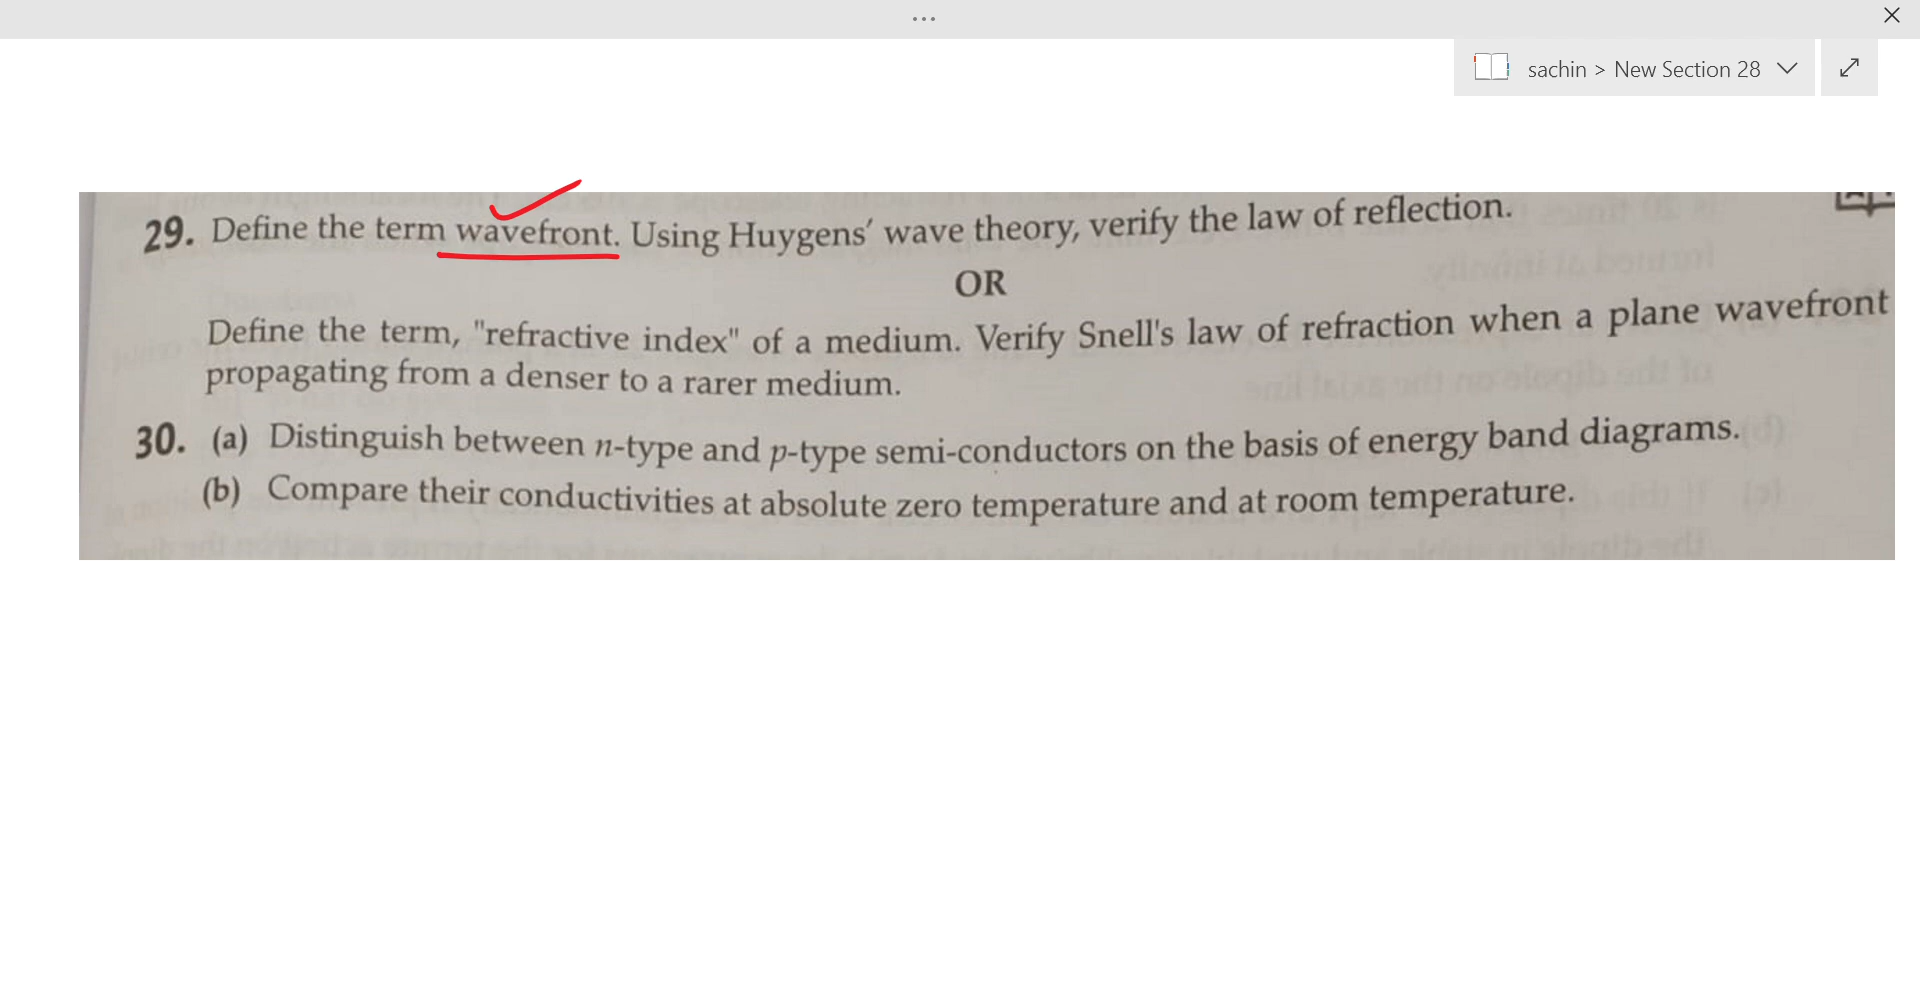 ...
sachin > New Section 28
29. Define the term wavefront. Using Huygens' wave theory, verify the law of reflection.
OR
Define the term, "refractive index" of a medium. Verify Snell's law of refraction when a plane wavefront
propagating from a denser to a rarer medium.
30. (a) Distinguish between n-type and p-type semi-conductors on the basis of energy band diagrams.
(b) Compare their conductivities at absolute zero temperature and at room temperature.